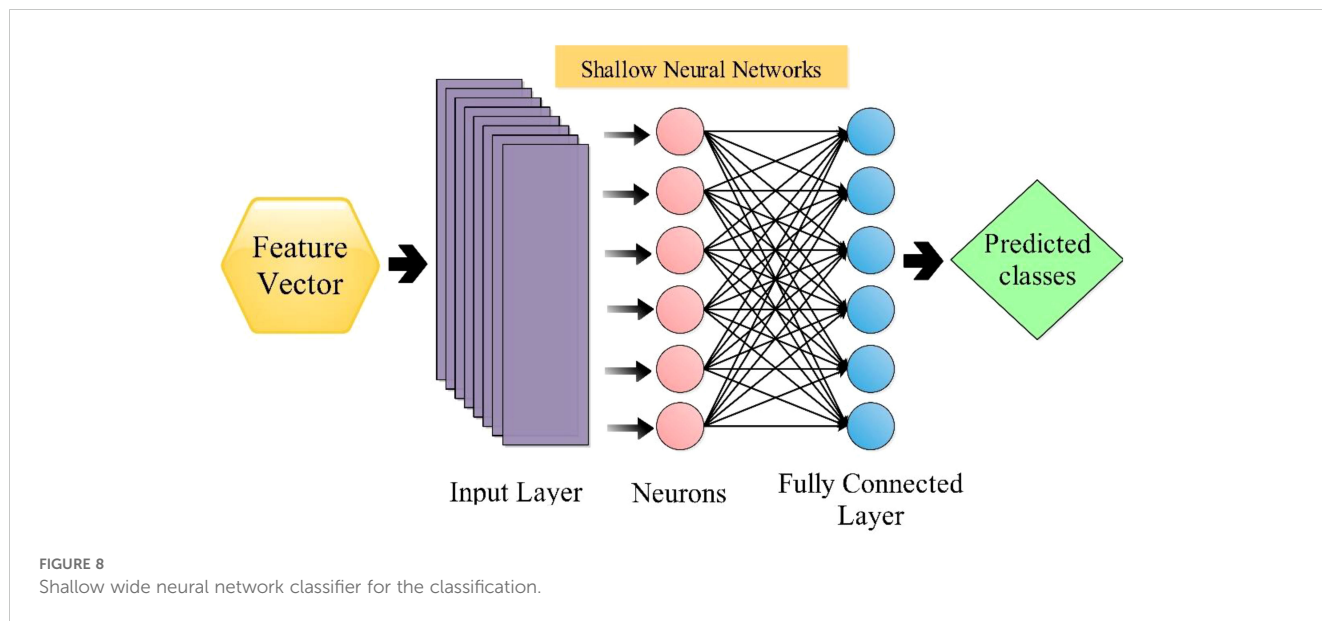 Shallow Neural Networks
Feature
Vector
Predicted
classes
Input Layer
Neurons
Fully Connected
Layer
FIGURE 8
Shallow wide neural network classifier for the classification.